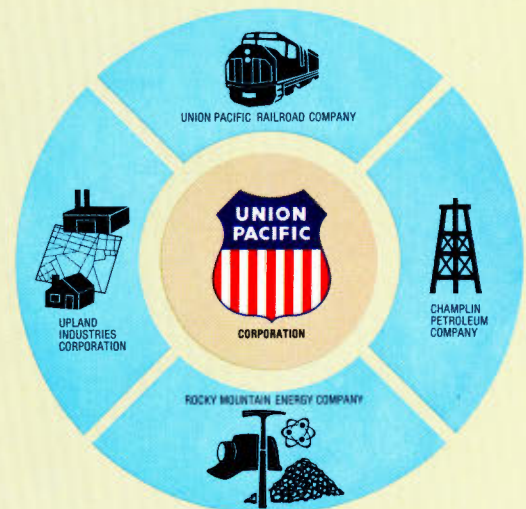 UNION PACIFIC RAILROAD COMPANY
UNION
PACIFIC
CORPORATION
UPLAND
INDUSTRIES
CORPORATION
CHAMPLIN
PETROLEUM
COMPANY
ROCKY MOUNTAIN ENERGY COMPANY